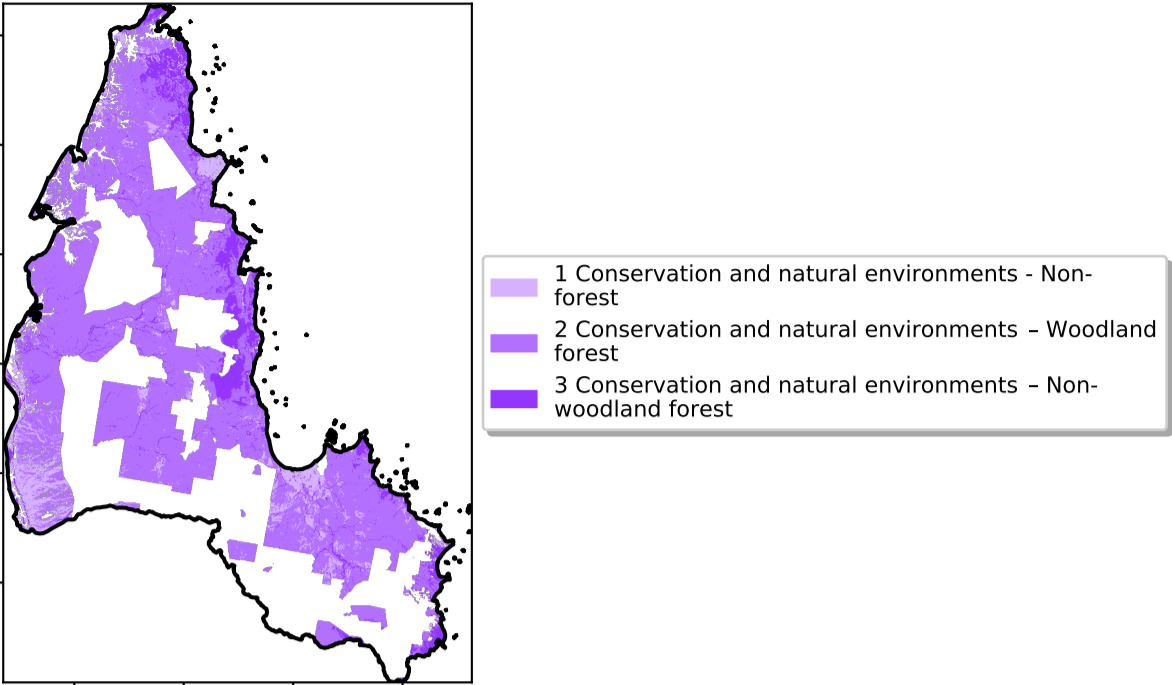 1 Conservation and natural environments - Non-
forest
2 Conservation and natural environments – Woodland
forest
3 Conservation and natural environments – Non-
woodland forest